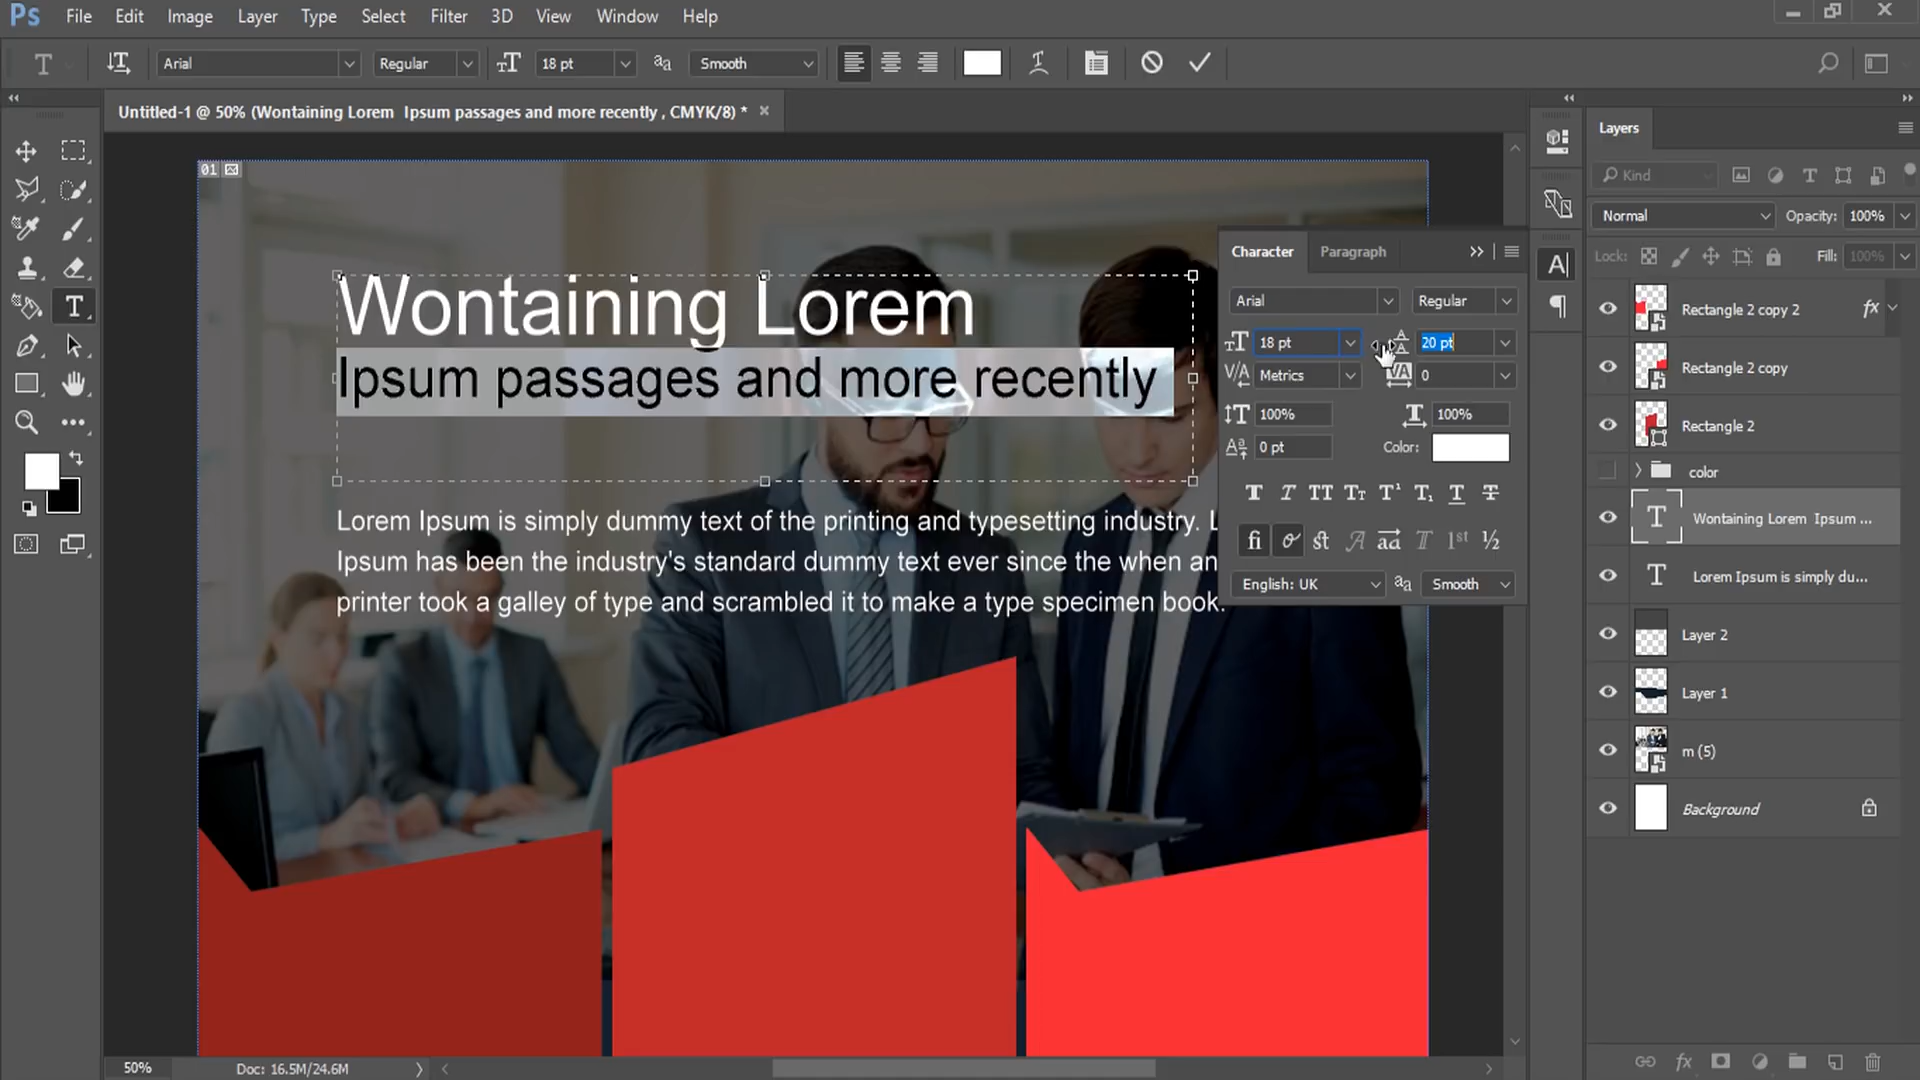 Ps File Edit Image Layer Type Select Filter 3D View Window Help
Arial Regular 18 pt aa Smooth
Untitled-1 @ 50% (Wontaining Lorem Ipsum passages and more recently , CMYK/8) *
01
Wontaining Lorem
Ipsum passages and more recently
Lorem Ipsum is simply dummy text of the printing and typesetting industry. L
Ipsum has been the industry's standard dummy text ever since the when an
printer took a galley of type and scrambled it to make a type specimen book.
Character Paragraph
Arial Regular
18 pt 20 pt
Metrics 0
100% 100%
0 pt Color:
English: UK aa Smooth
Layers
Kind
Normal Opacity: 100%
Lock: Fill: 100%
Rectangle 2 copy 2 fx
Rectangle 2 copy
Rectangle 2
color
Wontaining Lorem Ipsum ...
Lorem Ipsum is simply du...
Layer 2
Layer 1
m (5)
Background
50% Doc: 16.5M/24.6M